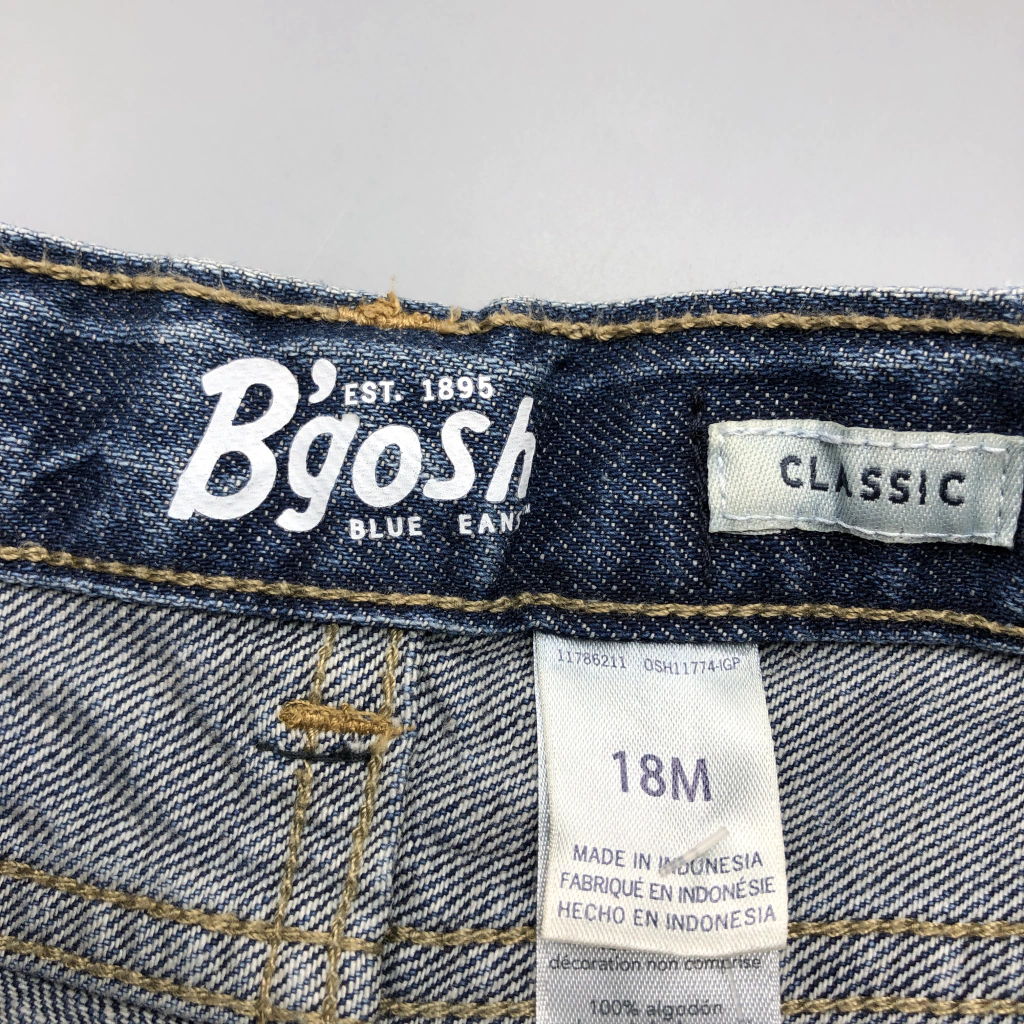 EST. 1895
B'gosh
BLUE EANS
CLASSIC
11786211 OSH11774-IGP
18M
MADE IN INDONESIA
FABRIQUÉ EN INDONÉSIE
HECHO EN INDONESIA
décoration non comprise
100% algodón